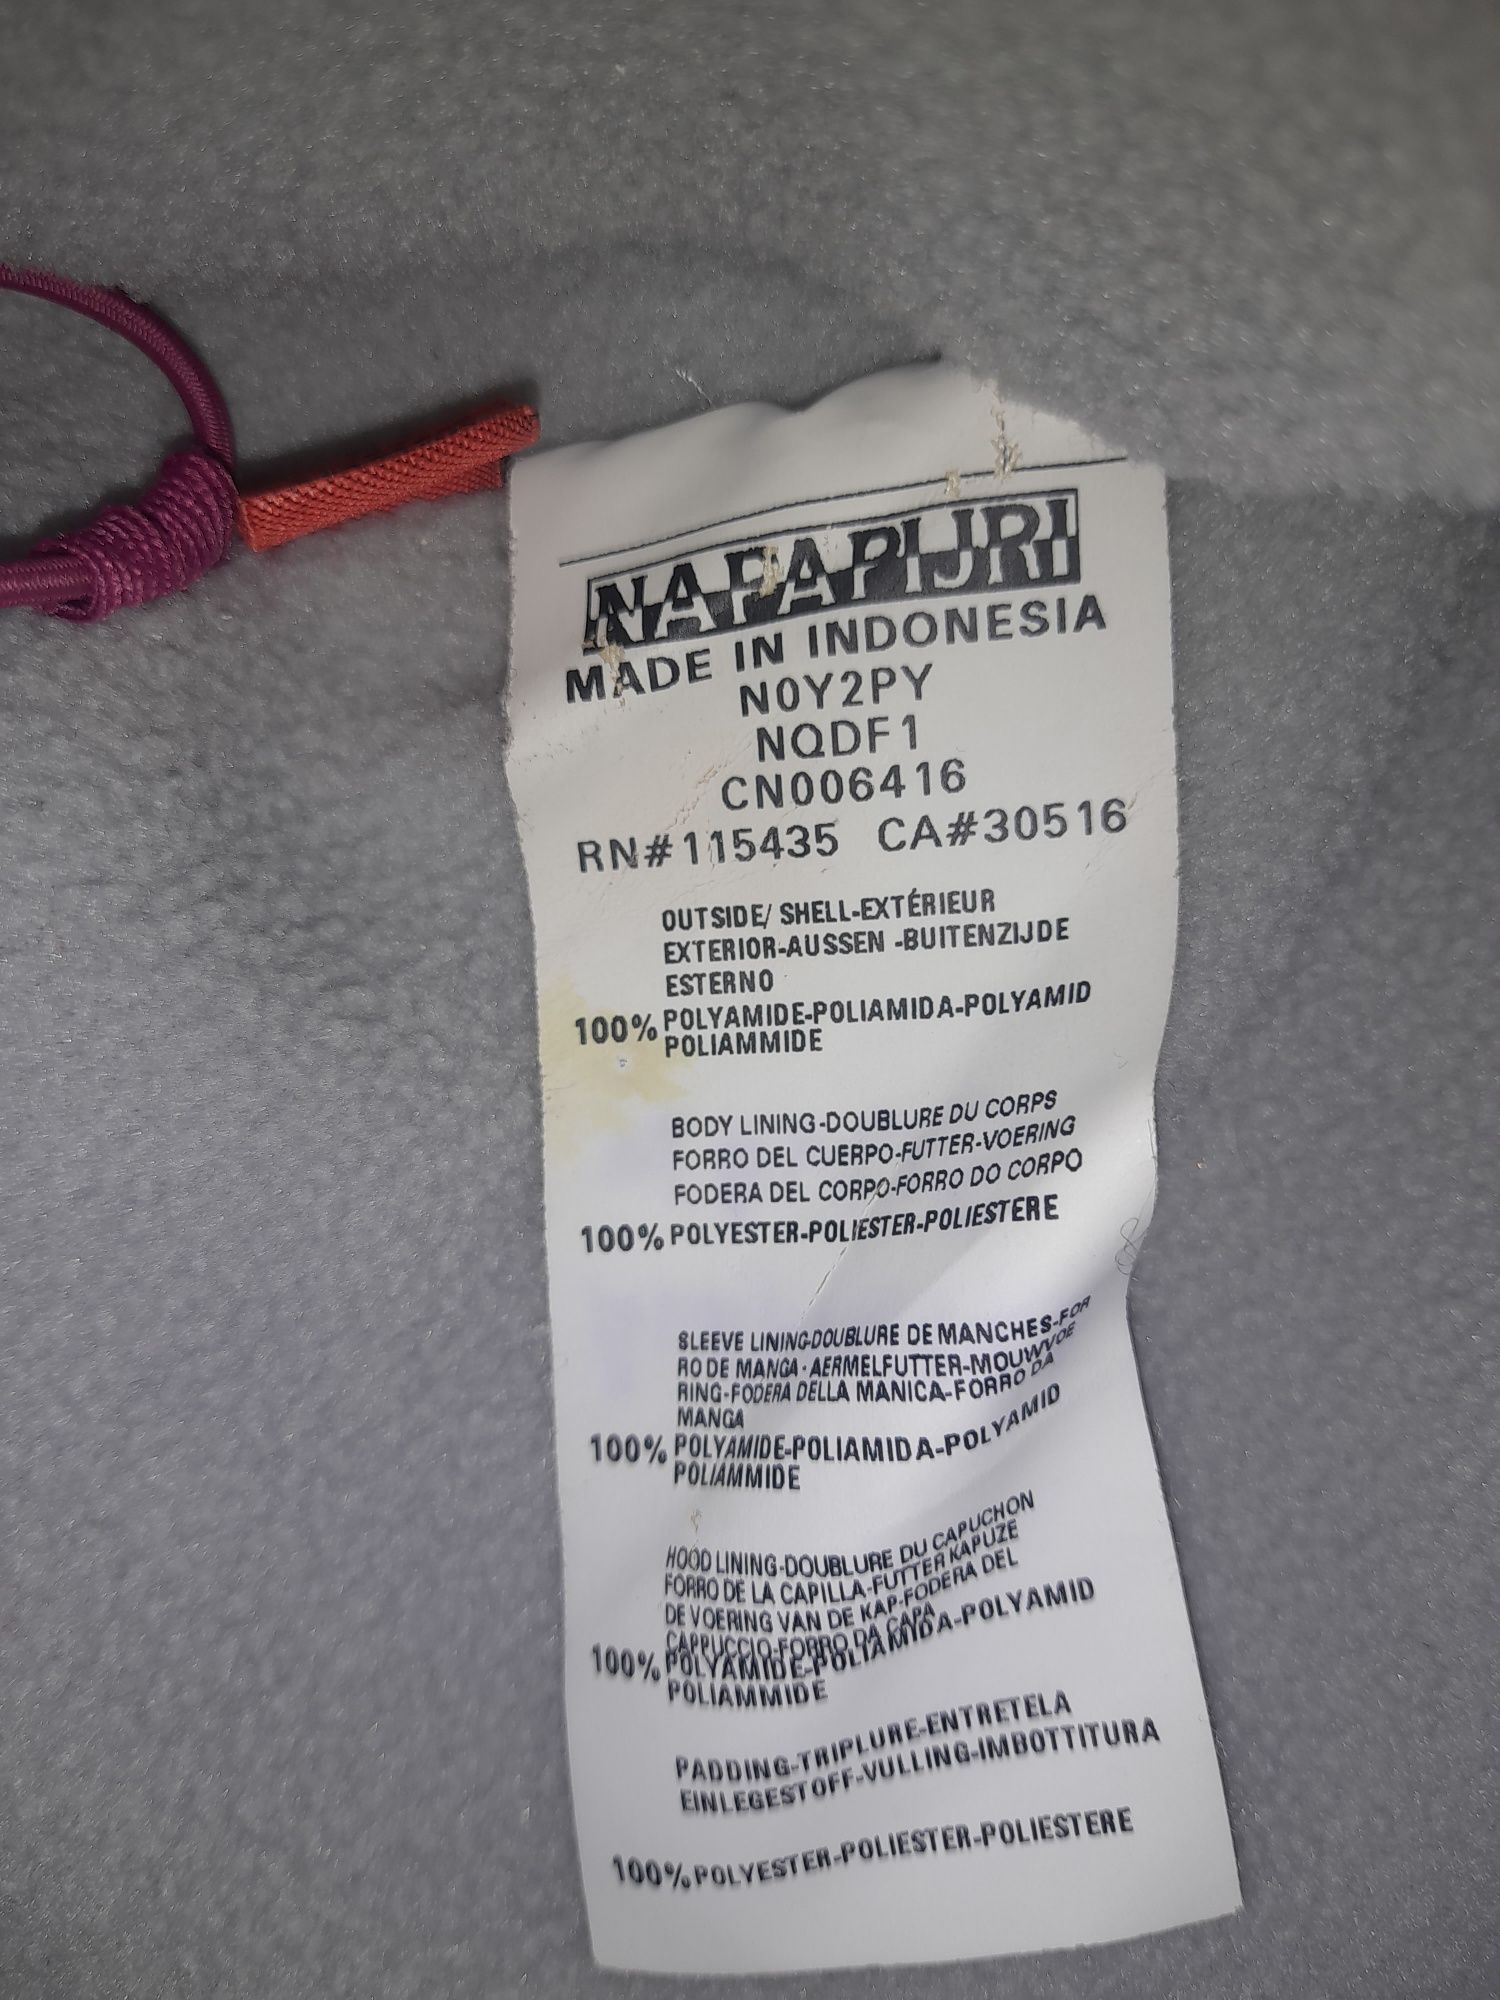 NAPAPIJRI
MADE IN INDONESIA
N0Y2PY
NQDF1
CN006416
RN#115435 CA#30516
OUTSIDE/ SHELL-EXTÉRIEUR
EXTERIOR-AUSSEN -BUITENZIJDE
ESTERNO
100% POLYAMIDE-POLIAMIDA-POLYAMID
POLIAMMIDE
BODY LINING-DOUBLURE DU CORPS
FORRO DEL CUERPO-FUTTER-VOERING
FODERA DEL CORPO-FORRO DO CORPO
100% POLYESTER-POLIESTER-POLIESTERE
SLEEVE LINING-DOUBLURE DE MANCHES-FOR
RO DE MANGA-AERMELFUTTER-MOUWVOE
RING-FODERA DELLA MANICA-FORRO DA
MANGA
100% POLYAMIDE-POLIAMIDA-POLYAMID
POLIAMMIDE
HOOD LINING-DOUBLURE DU CAPUCHON
FORRO DE LA CAPILLA-FUTTER KAPUZE
DE VOERING VAN DE KAP-FODERA DEL
CAPPUCCIO-FORRO DA CAPA
100% POLYAMIDE-POLIAMIDA-POLYAMID
POLIAMMIDE
PADDING-TRIPLURE-ENTRETELA
EINLEGESTOFF-VULLING-IMBOTTITURA
100% POLYESTER-POLIESTER-POLIESTERE